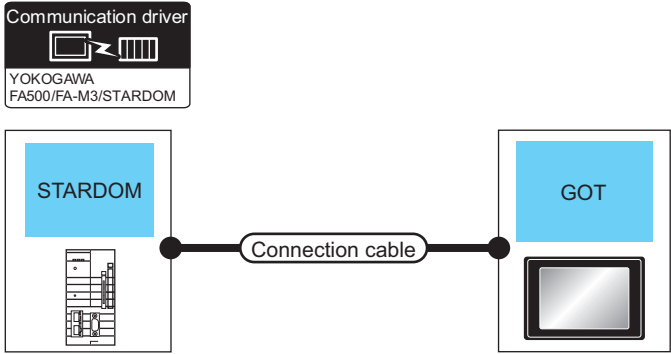 Communication driver
YOKOGAWA
FA500/FA-M3/STARDOM
STARDOM
Connection cable
GOT